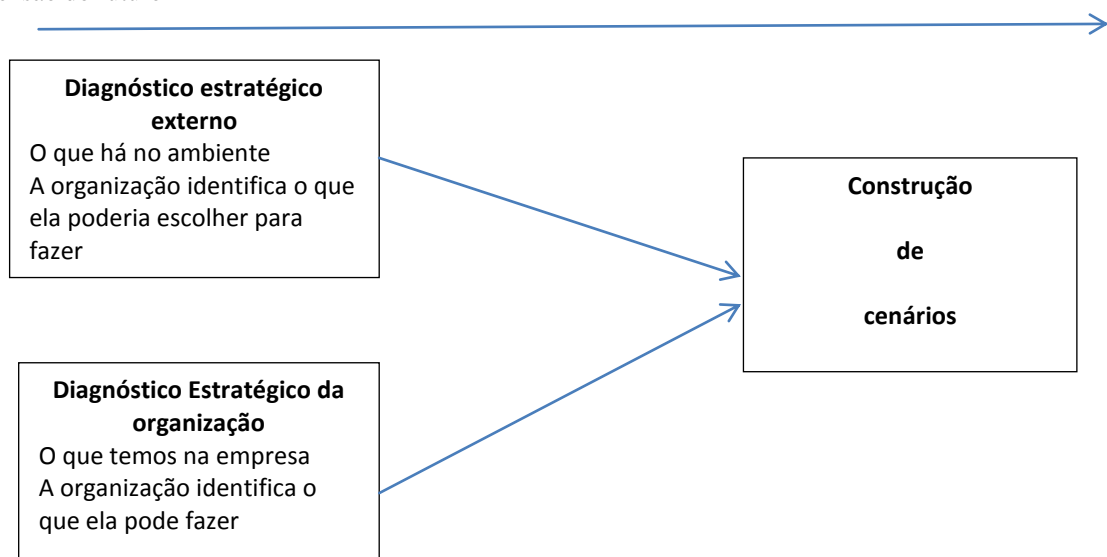 Diagnóstico estratégico
externo
O que há no ambiente
A organização identifica o que
ela poderia escolher para
fazer
Construção
de
cenários
Diagnóstico Estratégico da
organização
O que temos na empresa
A organização identifica o
que ela pode fazer